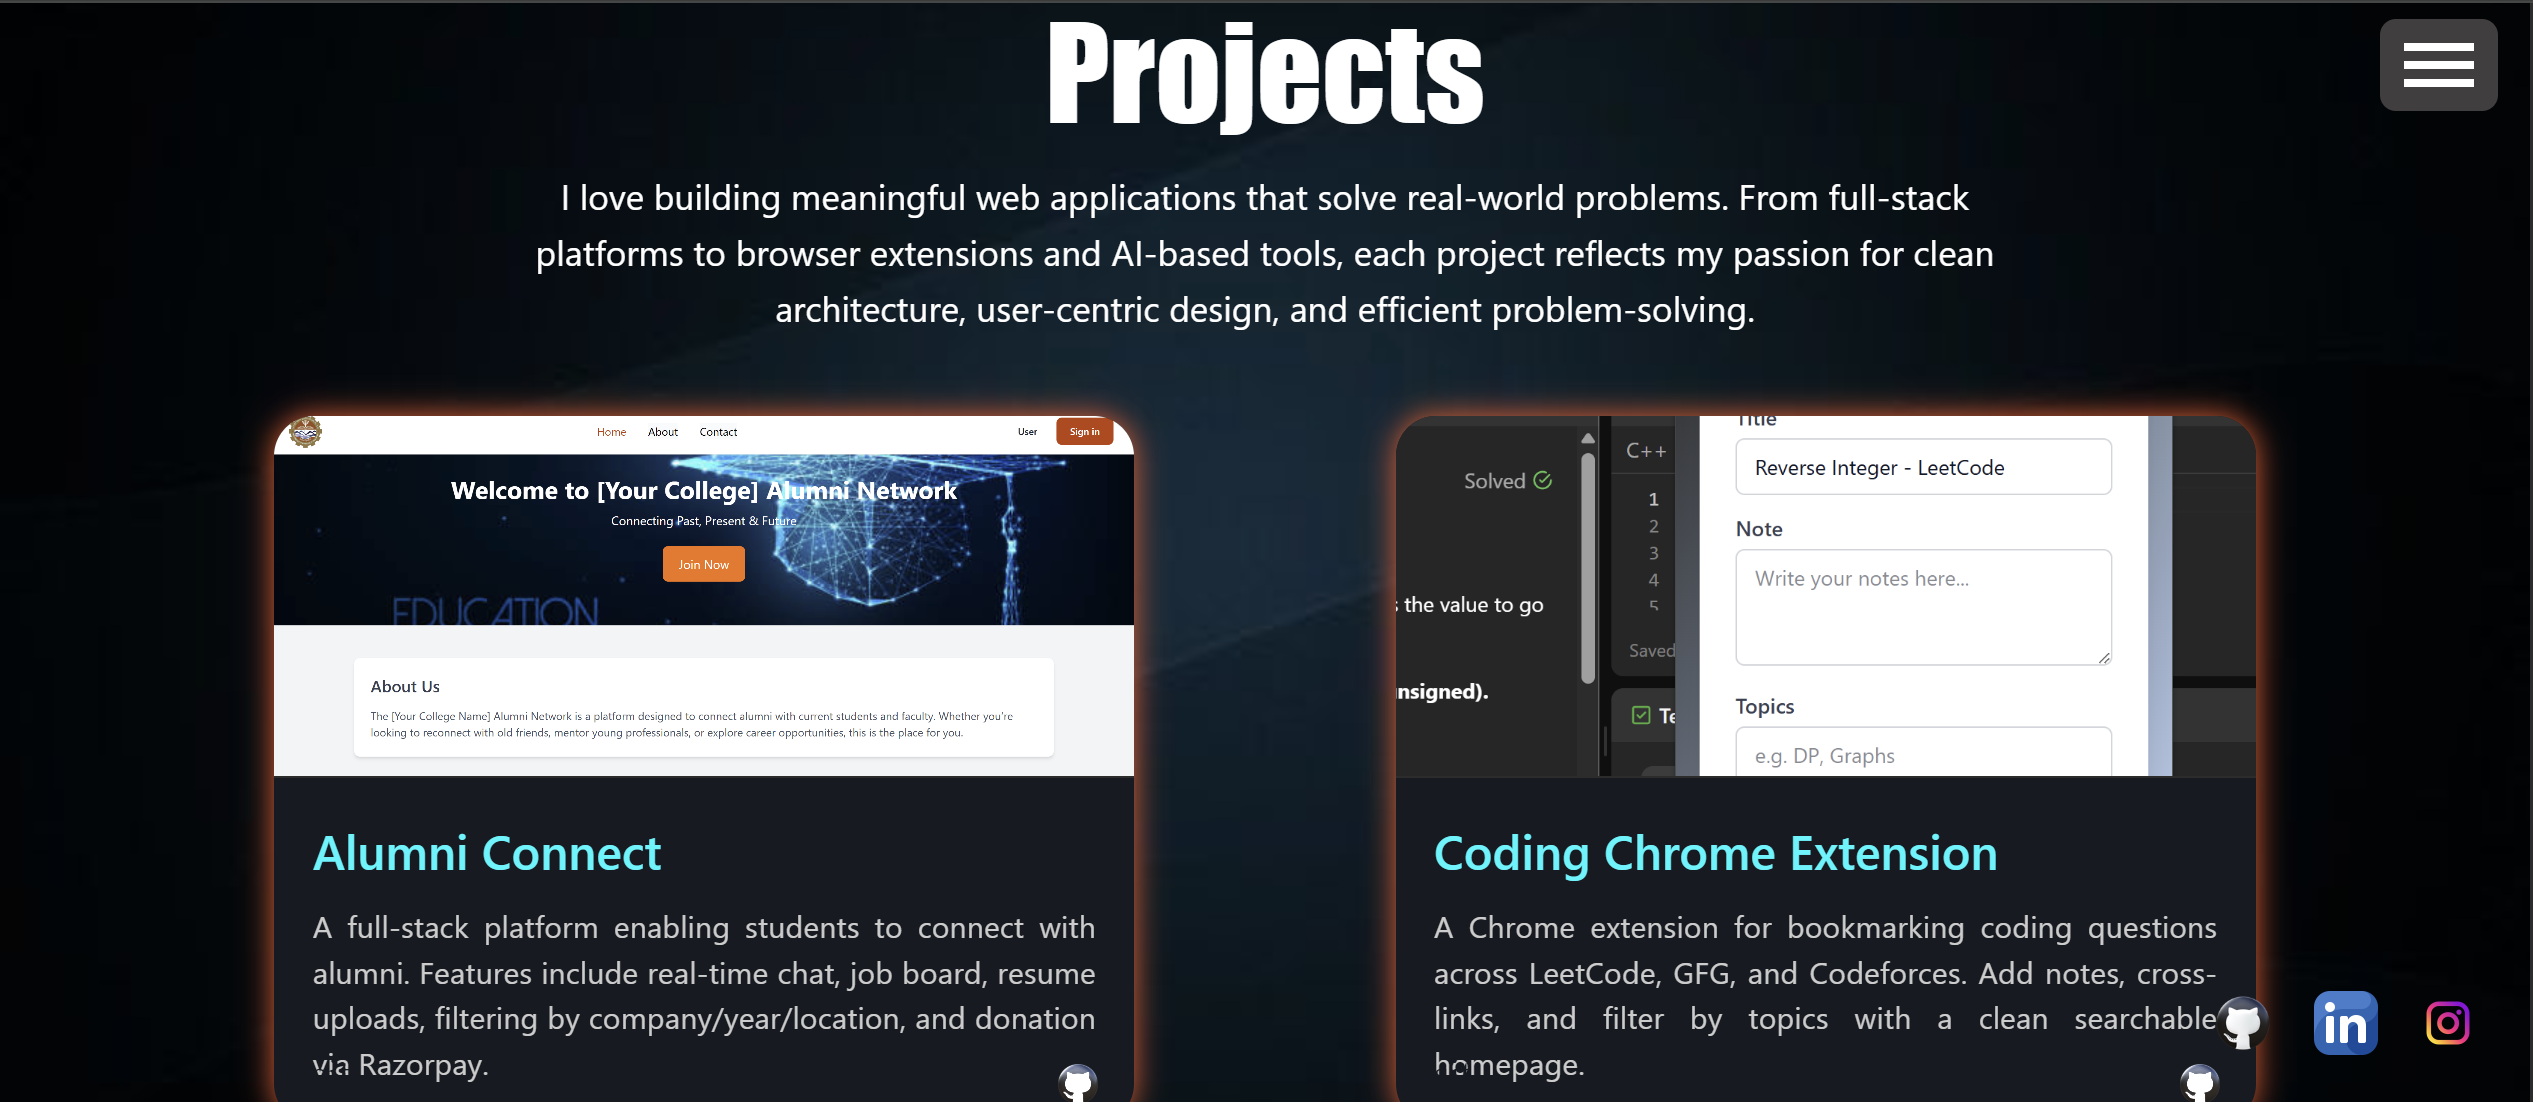 Projects
I love building meaningful web applications that solve real-world problems. From full-stack
platforms to browser extensions and AI-based tools, each project reflects my passion for clean
architecture, user-centric design, and efficient problem-solving.
Home About Contact User Sign in
Welcome to [Your College] Alumni Network
Connecting Past, Present & Future
Join Now
EDUCATION
About Us
The [Your College Name] Alumni Network is a platform designed to connect alumni with current students and faculty. Whether you're
looking to reconnect with old friends, mentor young professionals, or explore career opportunities, this is the place for you.
Alumni Connect
A full-stack platform enabling students to connect with
alumni. Features include real-time chat, job board, resume
uploads, filtering by company/year/location, and donation
via Razorpay.
Solved
the value to go
nsigned).
C++
1
2
3
4
5
Saved
Title
Reverse Integer - LeetCode
Note
Write your notes here...
Topics
e.g. DP, Graphs
Coding Chrome Extension
A Chrome extension for bookmarking coding questions
across LeetCode, GFG, and Codeforces. Add notes, cross-
links, and filter by topics with a clean searchable
homepage.
in